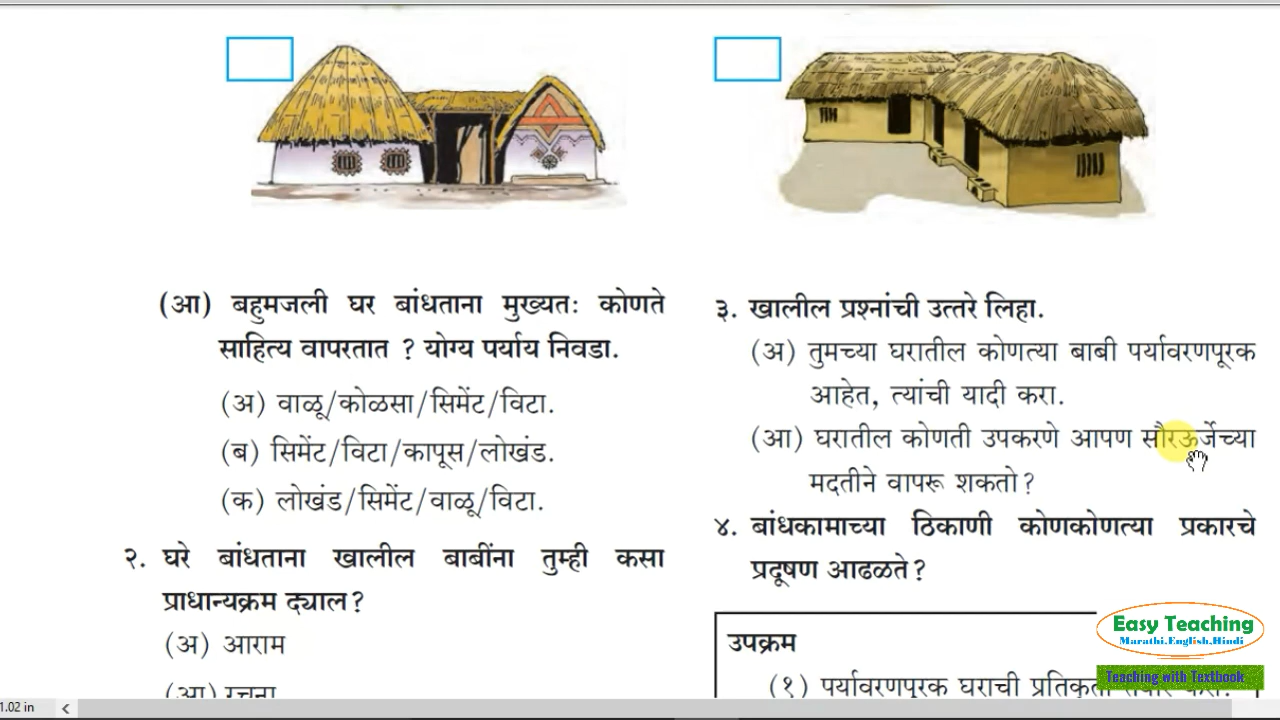 (आ) बहुमजली घर बांधताना मुख्यतः कोणते
साहित्य वापरतात ? योग्य पर्याय निवडा.
(अ) वाळू/कोळसा/सिमेंट/विटा.
(ब) सिमेंट/विटा/कापूस/लोखंड.
(क) लोखंड/सिमेंट/वाळू/विटा.
२. घरे बांधताना खालील बाबींना तुम्ही कसा
प्राधान्यक्रम द्याल?
(अ) आराम
(आ) रचना
३. खालील प्रश्नांची उत्तरे लिहा.
(अ) तुमच्या घरातील कोणत्या बाबी पर्यावरणपूरक
आहेत, त्यांची यादी करा.
(आ) घरातील कोणती उपकरणे आपण सौरऊर्जेच्या
मदतीने वापरू शकतो?
४. बांधकामाच्या ठिकाणी कोणकोणत्या प्रकारचे
प्रदूषण आढळते?
उपक्रम
(१) पर्यावरणपूरक घराची प्रतिकृती
Easy Teaching
Marathi.English,Hindi
Teaching with Textbook
1.02 in